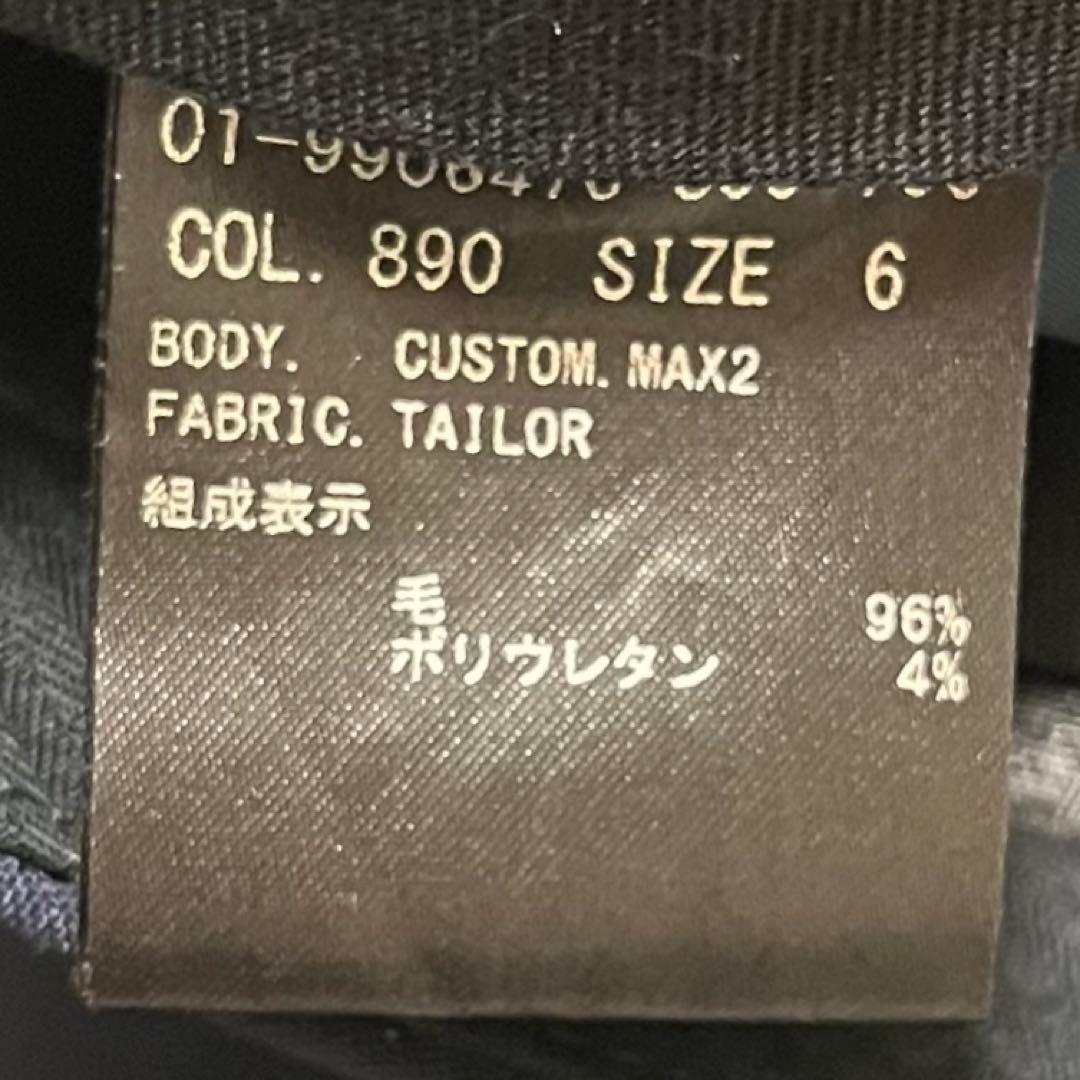 COL. 890 SIZE 6
BODY. CUSTOM. MAX2
FABRIC. TAILOR
組成表示
毛 96%
ポリウレタン 4%